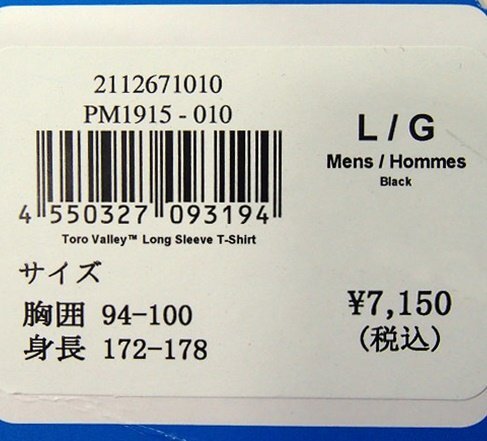 2112671010
PM1915 - 010
4 550327 093194
Toro Valley™ Long Sleeve T-Shirt
L / G
Mens / Hommes
Black
サイズ
胸囲 94-100
身長 172-178
¥7,150
(税込)